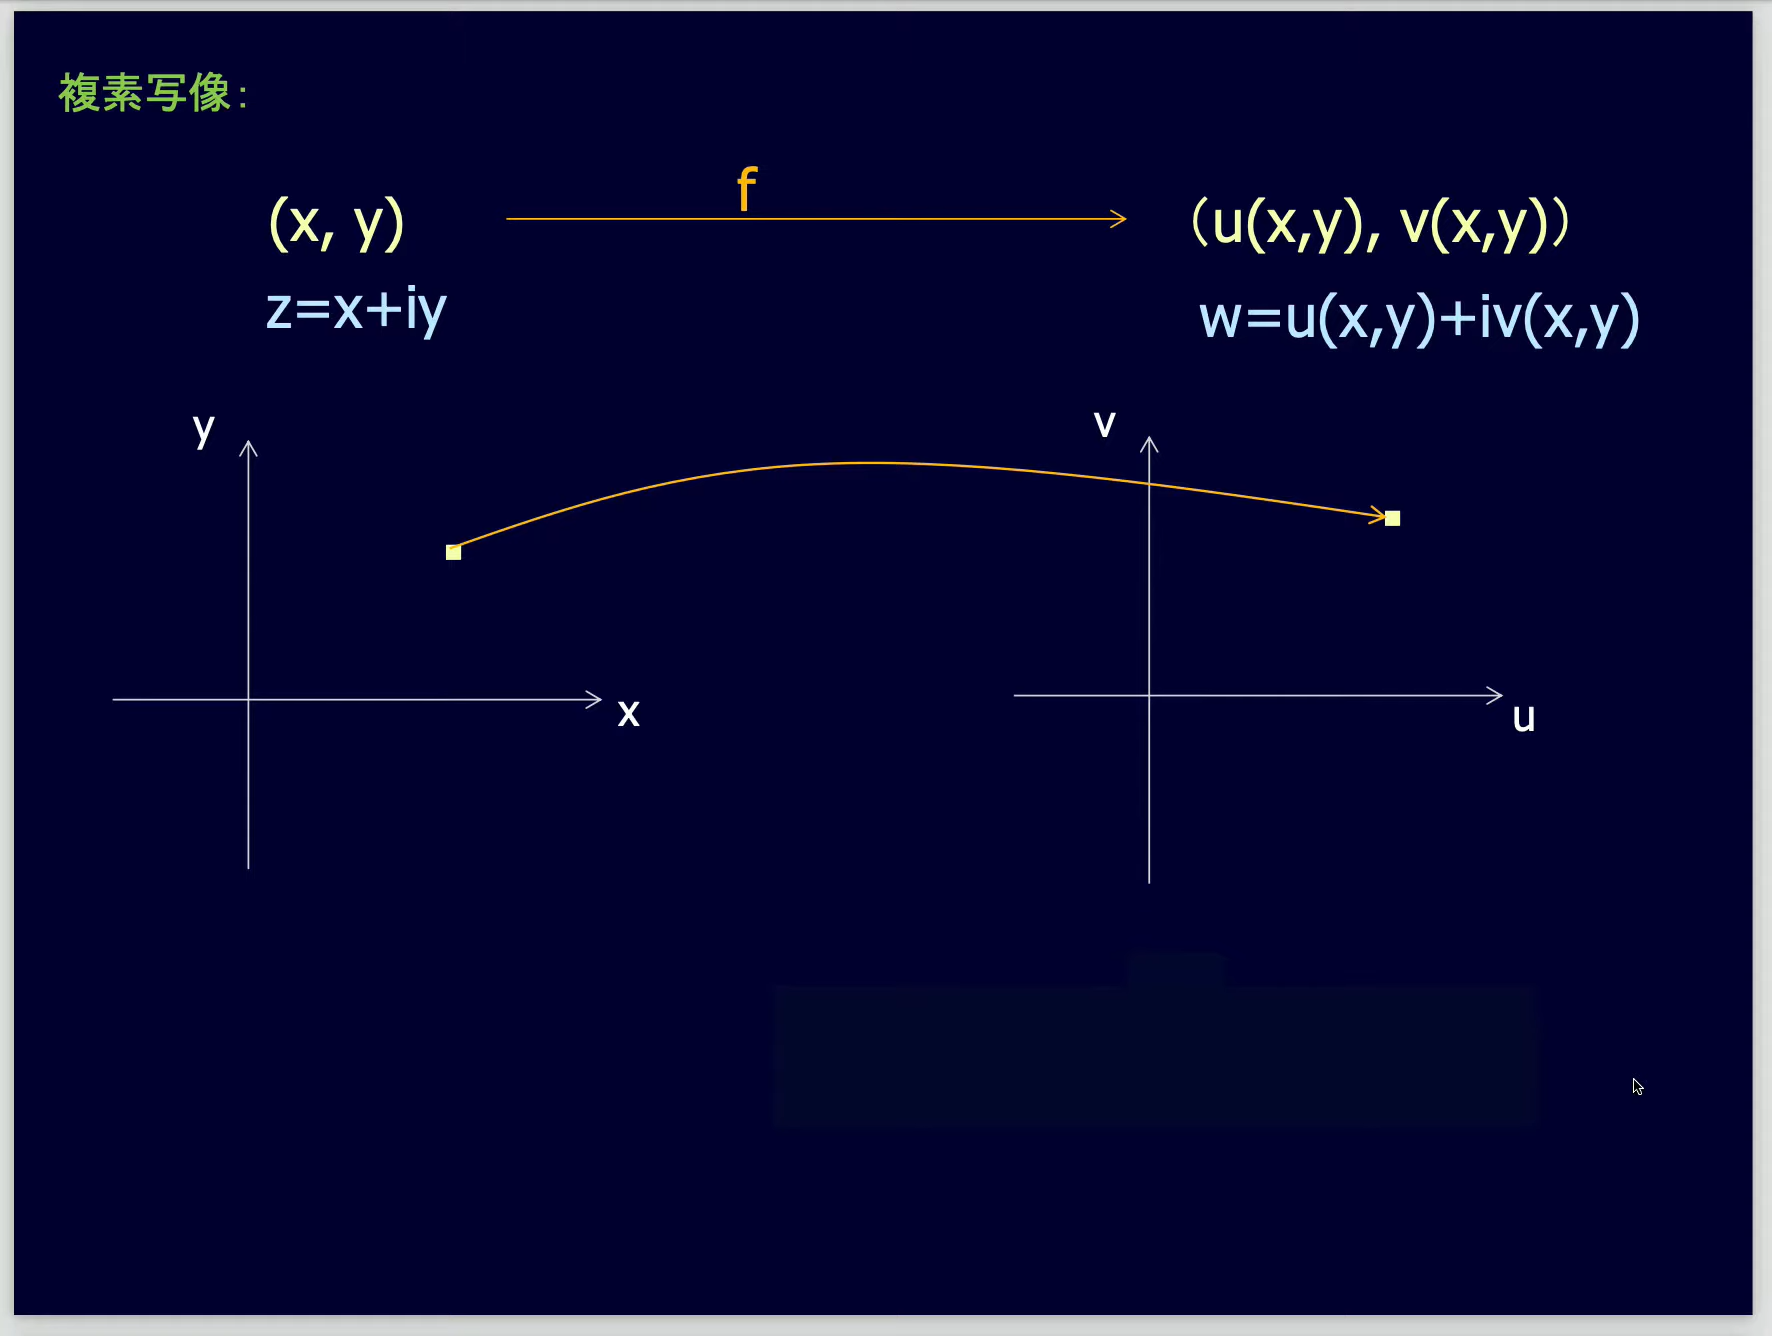 複素写像：
f
(x, y)
（u(x,y), v(x,y)）
z=x+iy
w=u(x,y)+iv(x,y)
y
v
x
u